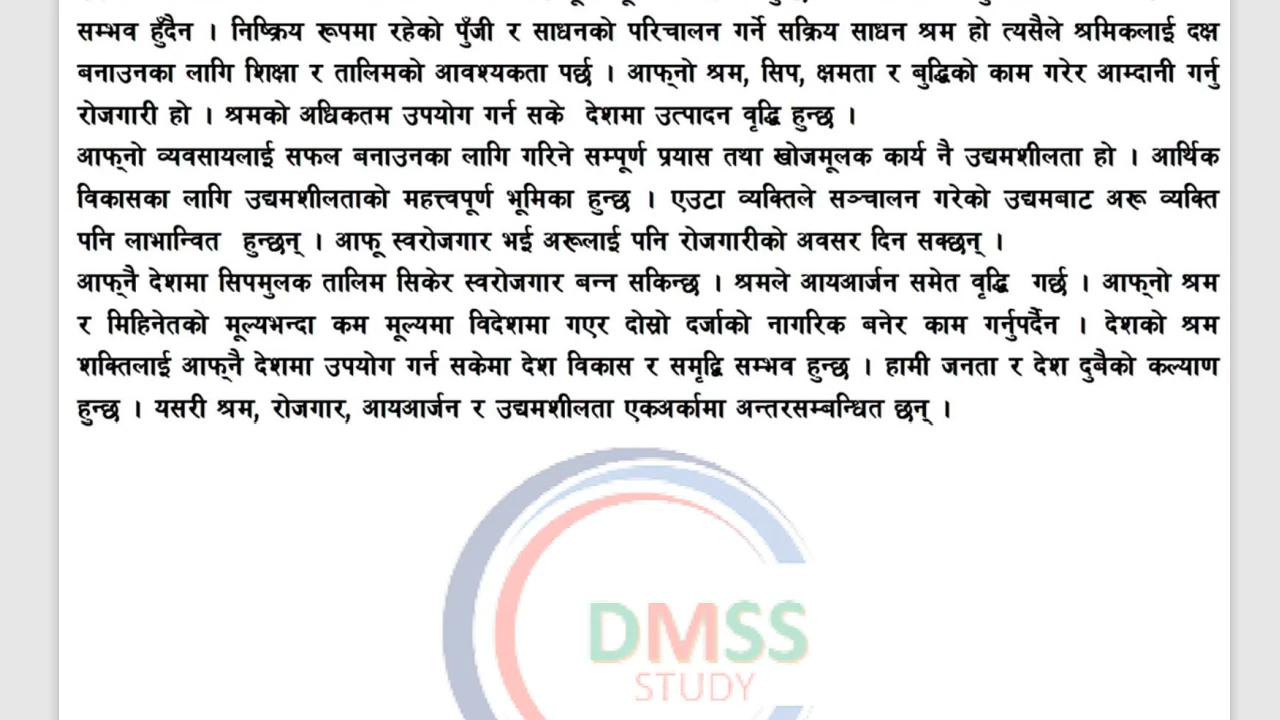 सम्भव हुँदैन । निष्क्रिय रूपमा रहेको पुँजी र साधनको परिचालन गर्ने सक्रिय साधन श्रम हो त्यसैले श्रमिकलाई दक्ष
बनाउनका लागि शिक्षा र तालिमको आवश्यकता पर्छ । आफ्नो श्रम, सिप, क्षमता र बुद्धिको काम गरेर आम्दानी गर्नु
रोजगारी हो । श्रमको अधिकतम उपयोग गर्न सके देशमा उत्पादन वृद्धि हुन्छ ।
आफ्नो व्यवसायलाई सफल बनाउनका लागि गरिने सम्पूर्ण प्रयास तथा खोजमूलक कार्य नै उद्यमशीलता हो । आर्थिक
विकासका लागि उद्यमशीलताको महत्त्वपूर्ण भूमिका हुन्छ । एउटा व्यक्तिले सञ्चालन गरेको उद्यमबाट अरू व्यक्ति
पनि लाभान्वित हुन्छन् । आफू स्वरोजगार भई अरूलाई पनि रोजगारीको अवसर दिन सक्छन् ।
आफ्नै देशमा सिपमुलक तालिम सिकेर स्वरोजगार बन्न सकिन्छ । श्रमले आयआर्जन समेत वृद्धि गर्छ । आफ्नो श्रम
र मिहिनेतको मूल्यभन्दा कम मूल्यमा विदेशमा गएर दोस्रो दर्जाको नागरिक बनेर काम गर्नुपर्दैन । देशको श्रम
शक्तिलाई आफ्नै देशमा उपयोग गर्न सकेमा देश विकास र समृद्धि सम्भव हुन्छ । हामी जनता र देश दुबैको कल्याण
हुन्छ । यसरी श्रम, रोजगार, आयआर्जन र उद्यमशीलता एकअर्कामा अन्तरसम्बन्धित छन् ।
DMSS
STUDY